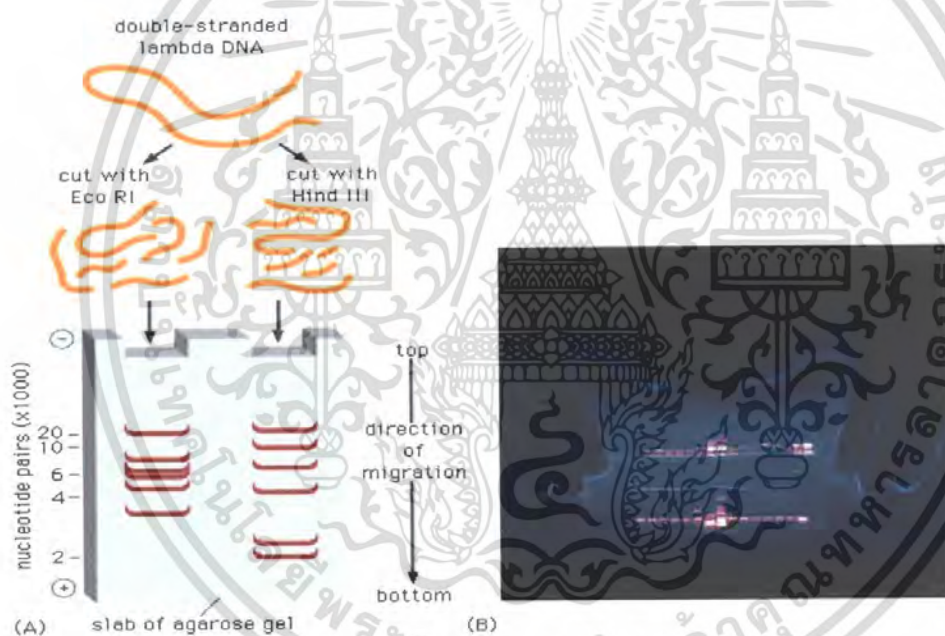 double-stranded
lambda DNA
cut with
Eco RI
cut with
Hind III
−
top
nucleotide pairs (x1000)
20
10
6
4
2
direction
of
migration
+
bottom
(A)
slab of agarose gel
(B)